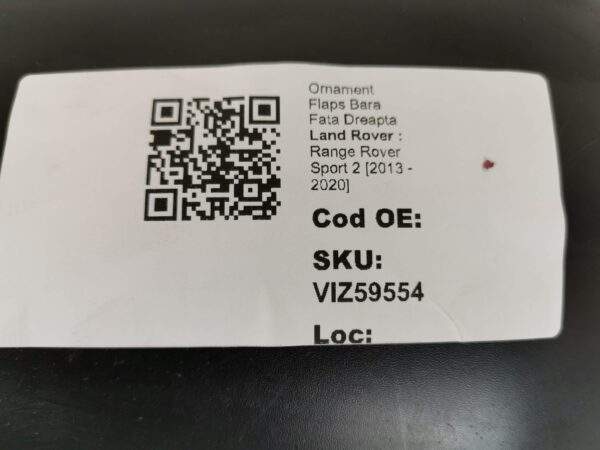 Ornament
Flaps Bara
Fata Dreapta
Land Rover :
Range Rover
Sport 2 [2013 -
2020]
Cod OE:
SKU:
VIZ59554
Loc: